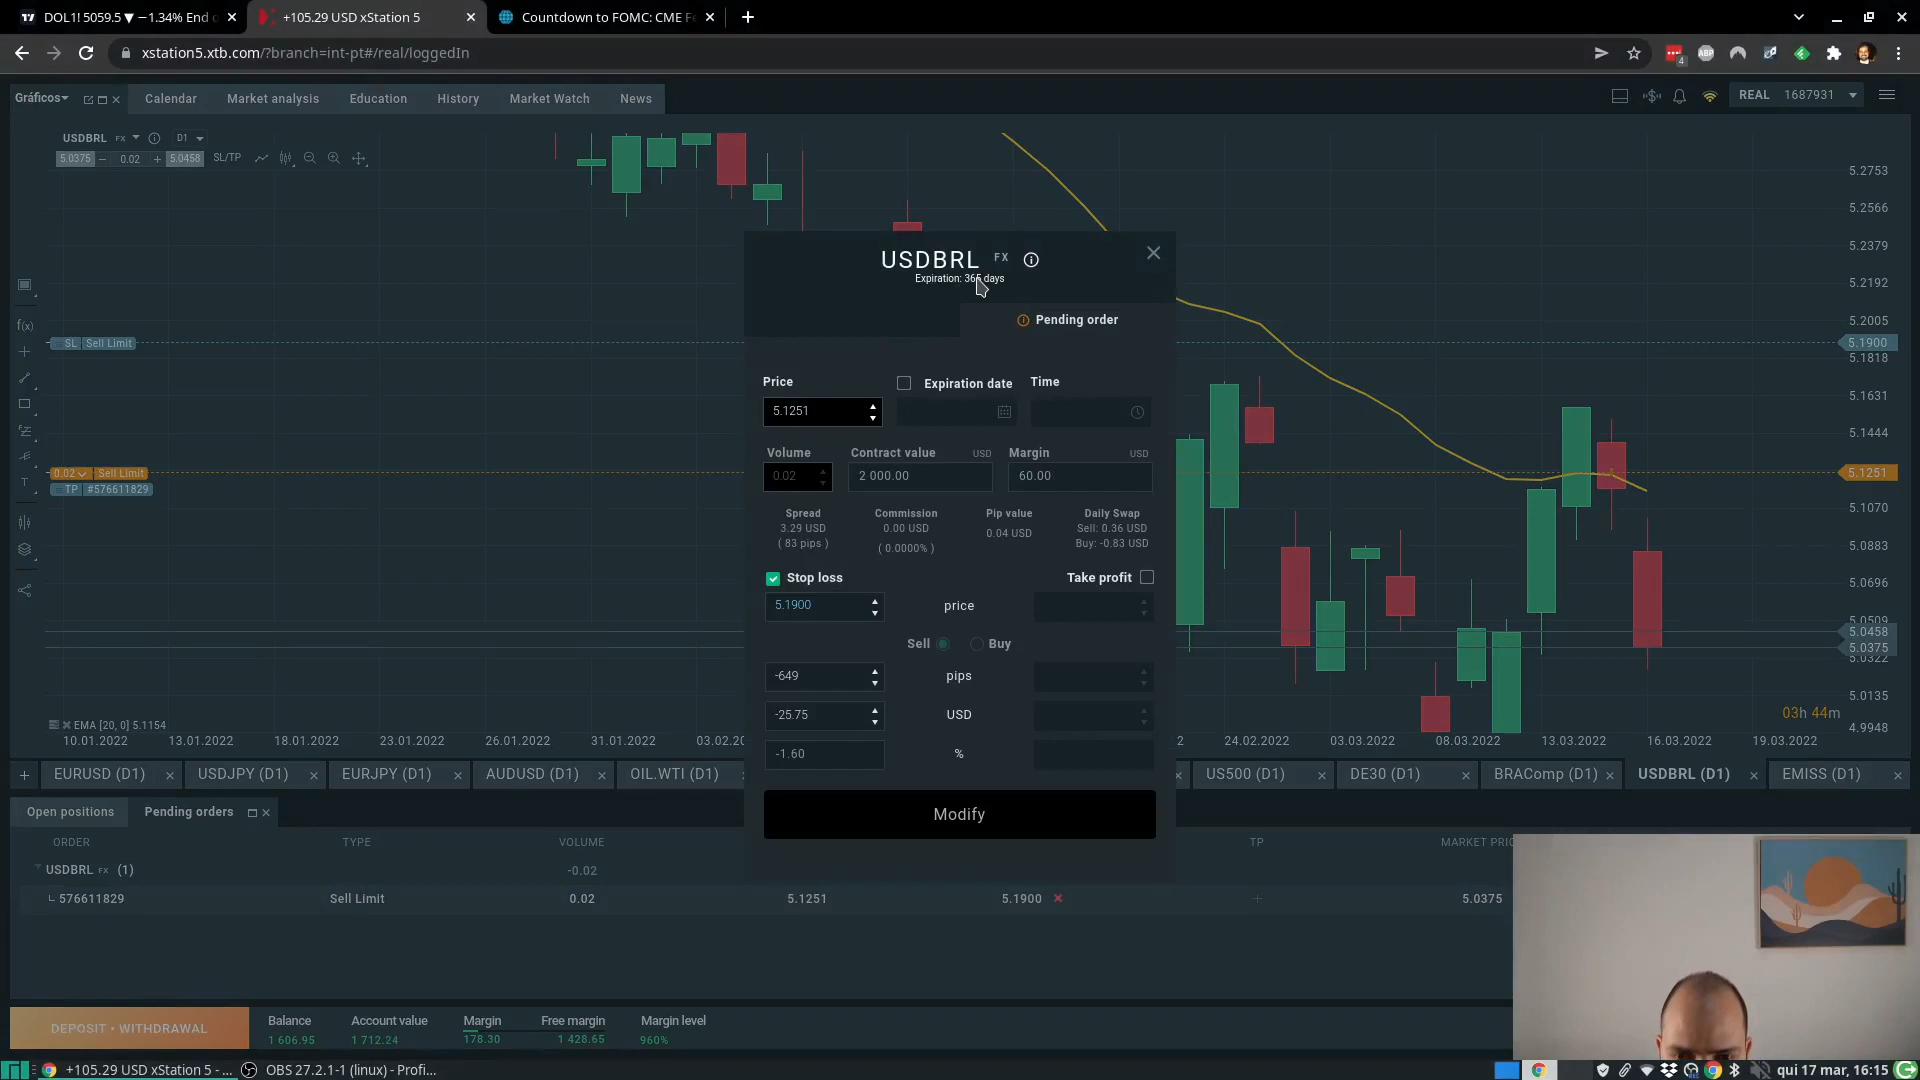 DOL1! 5059.5 ▼ −1.34% End o
+105.29 USD xStation 5
Countdown to FOMC: CME Fe
xstation5.xtb.com/?branch=int-pt#/real/loggedIn
4
ABP
Gráficos
Calendar
Market analysis
Education
History
Market Watch
News
REAL 1687931
USDBRL FX D1
5.0375 − 0.02 + 5.0458 SL/TP
5.2753
5.2566
5.2379
5.2192
5.2005
5.1900
5.1818
5.1631
5.1444
5.1251
5.1070
5.0883
5.0696
5.0509
5.0458
5.0375
5.0322
5.0135
4.9948
f(x)
T
SL Sell Limit
0.02 Sell Limit
TP #576611829
USDBRL FX
Expiration: 365 days
Pending order
Price
Expiration date
Time
5.1251
Volume
Contract value USD
Margin USD
0.02
2 000.00
60.00
Spread
Commission
Pip value
Daily Swap
3.29 USD
0.00 USD
0.04 USD
Sell: 0.36 USD
( 83 pips )
( 0.0000% )
Buy: -0.83 USD
Stop loss
Take profit
5.1900
price
Sell
Buy
-649
pips
-25.75
USD
-1.60
%
Modify
03h 44m
EMA [20, 0] 5.1154
10.01.2022
13.01.2022
18.01.2022
23.01.2022
26.01.2022
31.01.2022
03.02.20
2
24.02.2022
03.03.2022
08.03.2022
13.03.2022
16.03.2022
19.03.2022
EURUSD (D1)
USDJPY (D1)
EURJPY (D1)
AUDUSD (D1)
OIL.WTI (D1)
US500 (D1)
DE30 (D1)
BRAComp (D1)
USDBRL (D1)
EMISS (D1)
Open positions
Pending orders
ORDER
TYPE
VOLUME
TP
MARKET PRIC
USDBRL FX (1)
-0.02
576611829
Sell Limit
0.02
5.1251
5.1900
5.0375
DEPOSIT • WITHDRAWAL
Balance
Account value
Margin
Free margin
Margin level
1 606.95
1 712.24
178.30
1 428.65
960%
+105.29 USD xStation 5 - ...
OBS 27.2.1-1 (linux) - Profi...
qui 17 mar, 16:15